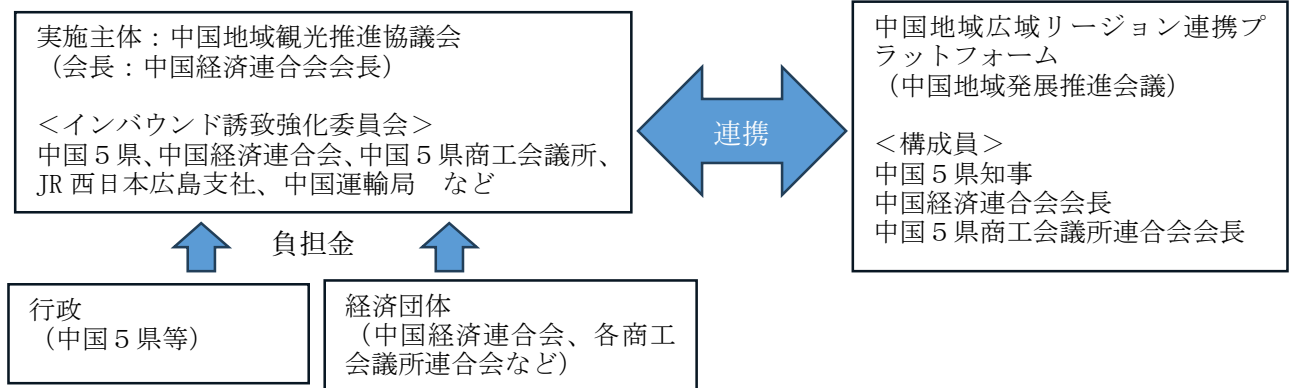 実施主体：中国地域観光推進協議会
（会長：中国経済連合会会長）
＜インバウンド誘致強化委員会＞
中国５県、中国経済連合会、中国５県商工会議所、
JR 西日本広島支社、中国運輸局　など
連携
中国地域広域リージョン連携プ
ラットフォーム
（中国地域発展推進会議）
＜構成員＞
中国５県知事
中国経済連合会会長
中国５県商工会議所連合会会長
負担金
行政
（中国５県等）
経済団体
（中国経済連合会、各商工
会議所連合会など）